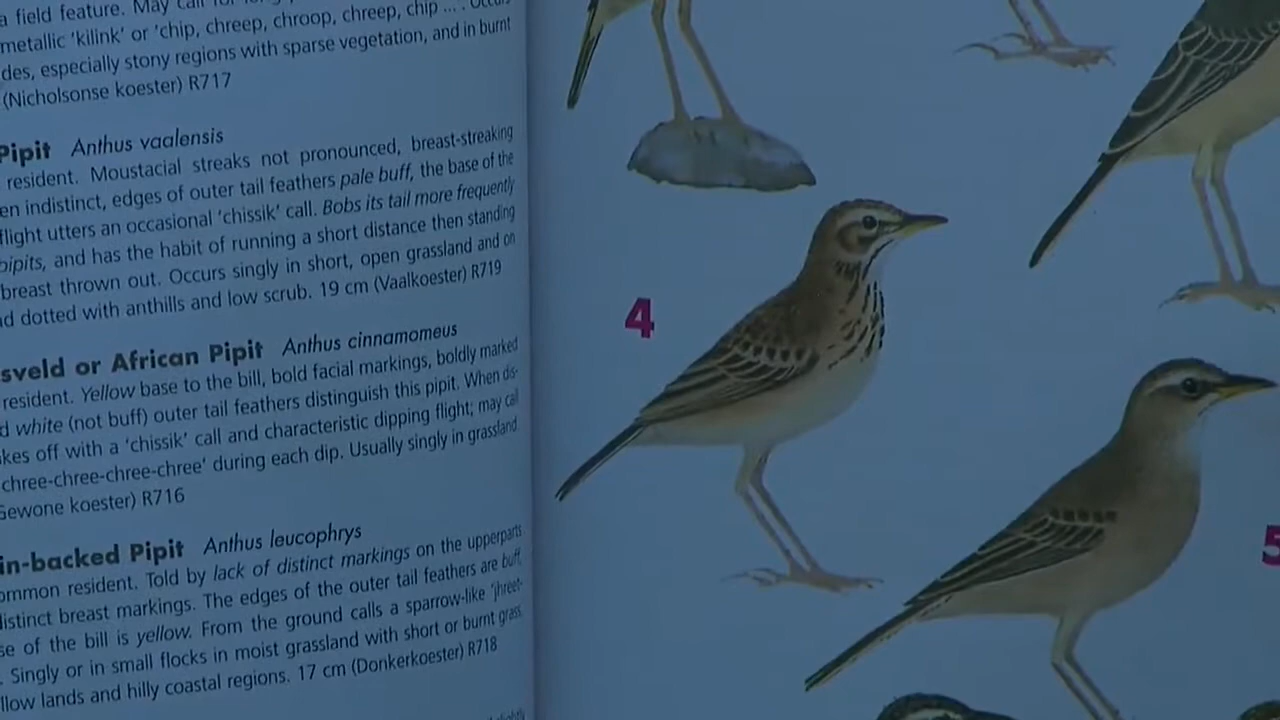 a field feature. May call for
metallic ‘kilink’ or ‘chip, chreep, chroop, chreep, chip ... . Occurs
des, especially stony regions with sparse vegetation, and in burnt
(Nicholsonse koester) R717
Pipit Anthus vaalensis
resident. Moustacial streaks not pronounced, breast-streaking
en indistinct, edges of outer tail feathers pale buff, the base of the
flight utters an occasional ‘chissik’ call. Bobs its tail more frequently
pipits, and has the habit of running a short distance then standing
breast thrown out. Occurs singly in short, open grassland and on
d dotted with anthills and low scrub. 19 cm (Vaalkoester) R719
sveld or African Pipit Anthus cinnamomeus
resident. Yellow base to the bill, bold facial markings, boldly marked
d white (not buff) outer tail feathers distinguish this pipit. When dis-
kes off with a ‘chissik’ call and characteristic dipping flight; may call
chree-chree-chree’ during each dip. Usually singly in grassland
Gewone koester) R716
in-backed Pipit Anthus leucophrys
ommon resident. Told by lack of distinct markings on the upperparts
distinct breast markings. The edges of the outer tail feathers are buff,
se of the bill is yellow. From the ground calls a sparrow-like ‘jhreet-
. Singly or in small flocks in moist grassland with short or burnt grass,
llow lands and hilly coastal regions. 17 cm (Donkerkoester) R718
4
5